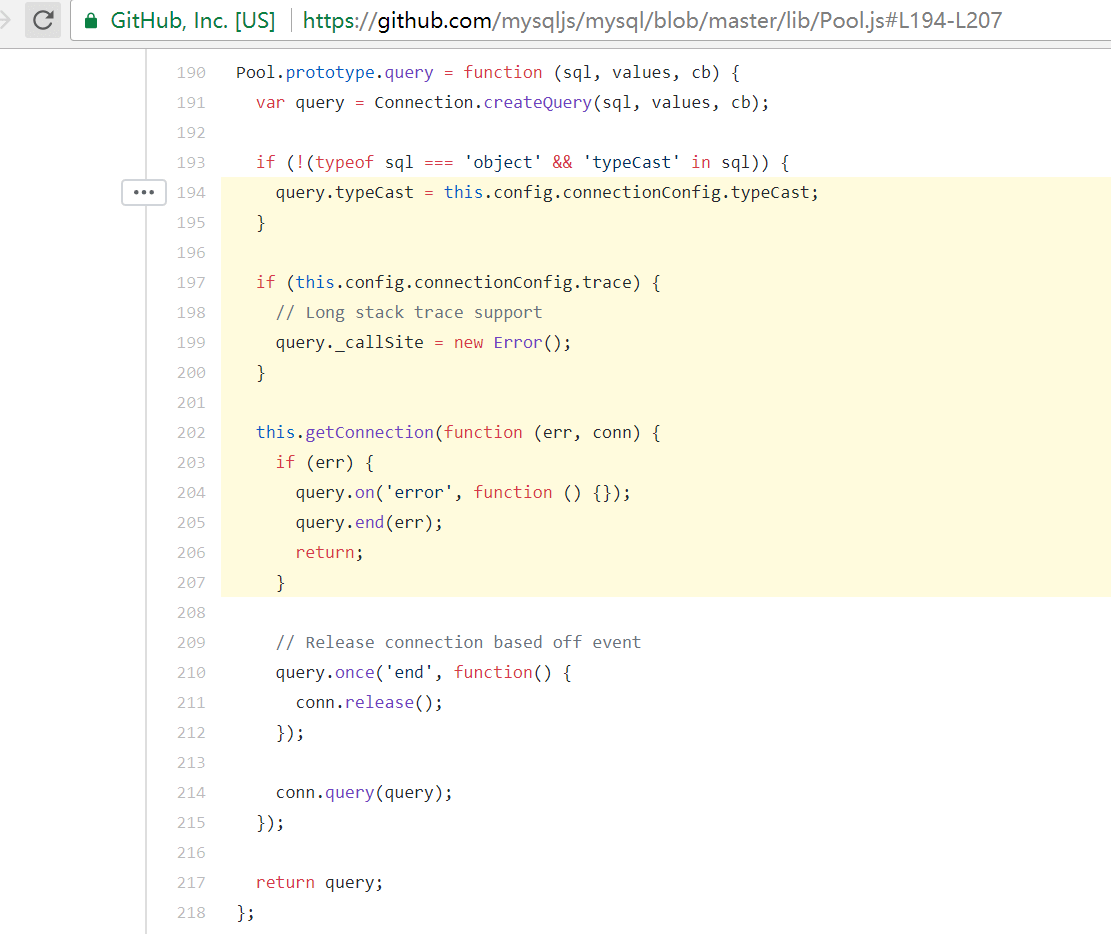 GitHub, Inc. [US] https://github.com/mysqljs/mysql/blob/master/lib/Pool.js#L194-L207
190 Pool.prototype.query = function (sql, values, cb) {
191   var query = Connection.createQuery(sql, values, cb);
192
193   if (!(typeof sql === 'object' && 'typeCast' in sql)) {
194     query.typeCast = this.config.connectionConfig.typeCast;
195   }
196
197   if (this.config.connectionConfig.trace) {
198     // Long stack trace support
199     query._callSite = new Error();
200   }
201
202   this.getConnection(function (err, conn) {
203     if (err) {
204       query.on('error', function () {});
205       query.end(err);
206       return;
207     }
208
209     // Release connection based off event
210     query.once('end', function() {
211       conn.release();
212     });
213
214     conn.query(query);
215   });
216
217   return query;
218 };